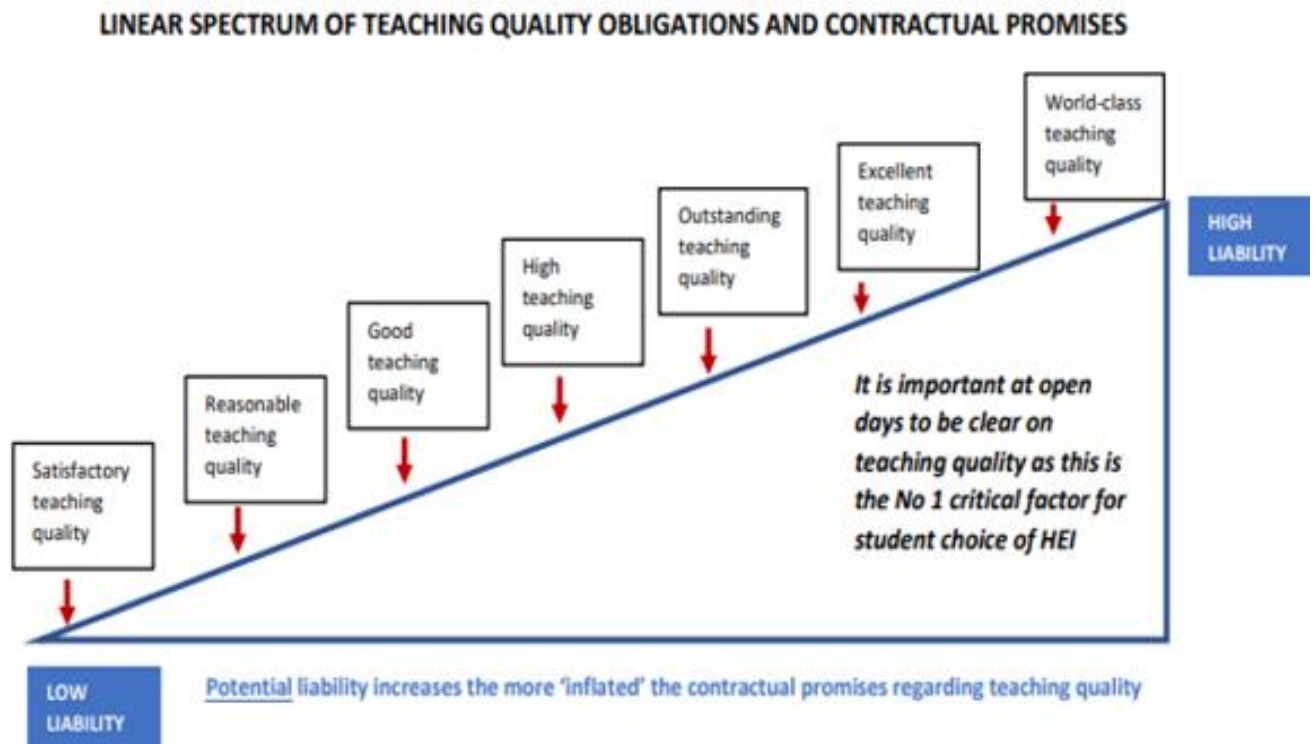 LINEAR SPECTRUM OF TEACHING QUALITY OBLIGATIONS AND CONTRACTUAL PROMISES
World-class
teaching
quality
Excellent
teaching
quality
Outstanding
teaching
quality
High
teaching
quality
Good
teaching
quality
Reasonable
teaching
quality
Satisfactory
teaching
quality
HIGH
LIABILITY
It is important at open
days to be clear on
teaching quality as this is
the No 1 critical factor for
student choice of HEI
LOW
LIABILITY
Potential liability increases the more ‘inflated’ the contractual promises regarding teaching quality